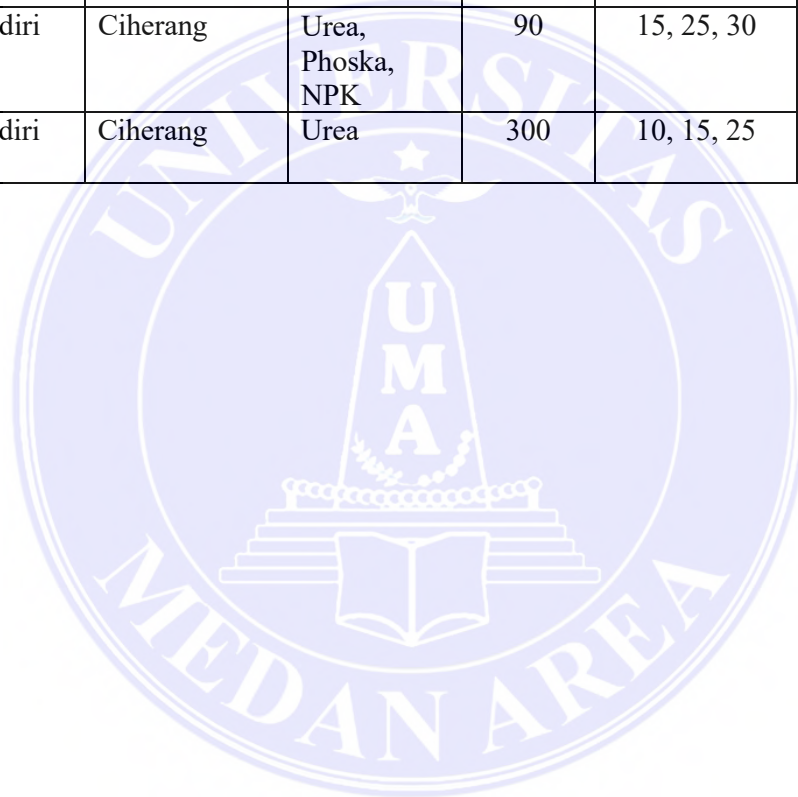 diri Ciherang Urea, 90 15, 25, 30
Phoska,
NPK
diri Ciherang Urea 300 10, 15, 25
UNIVERSITAS
U
M
A
MEDAN AREA